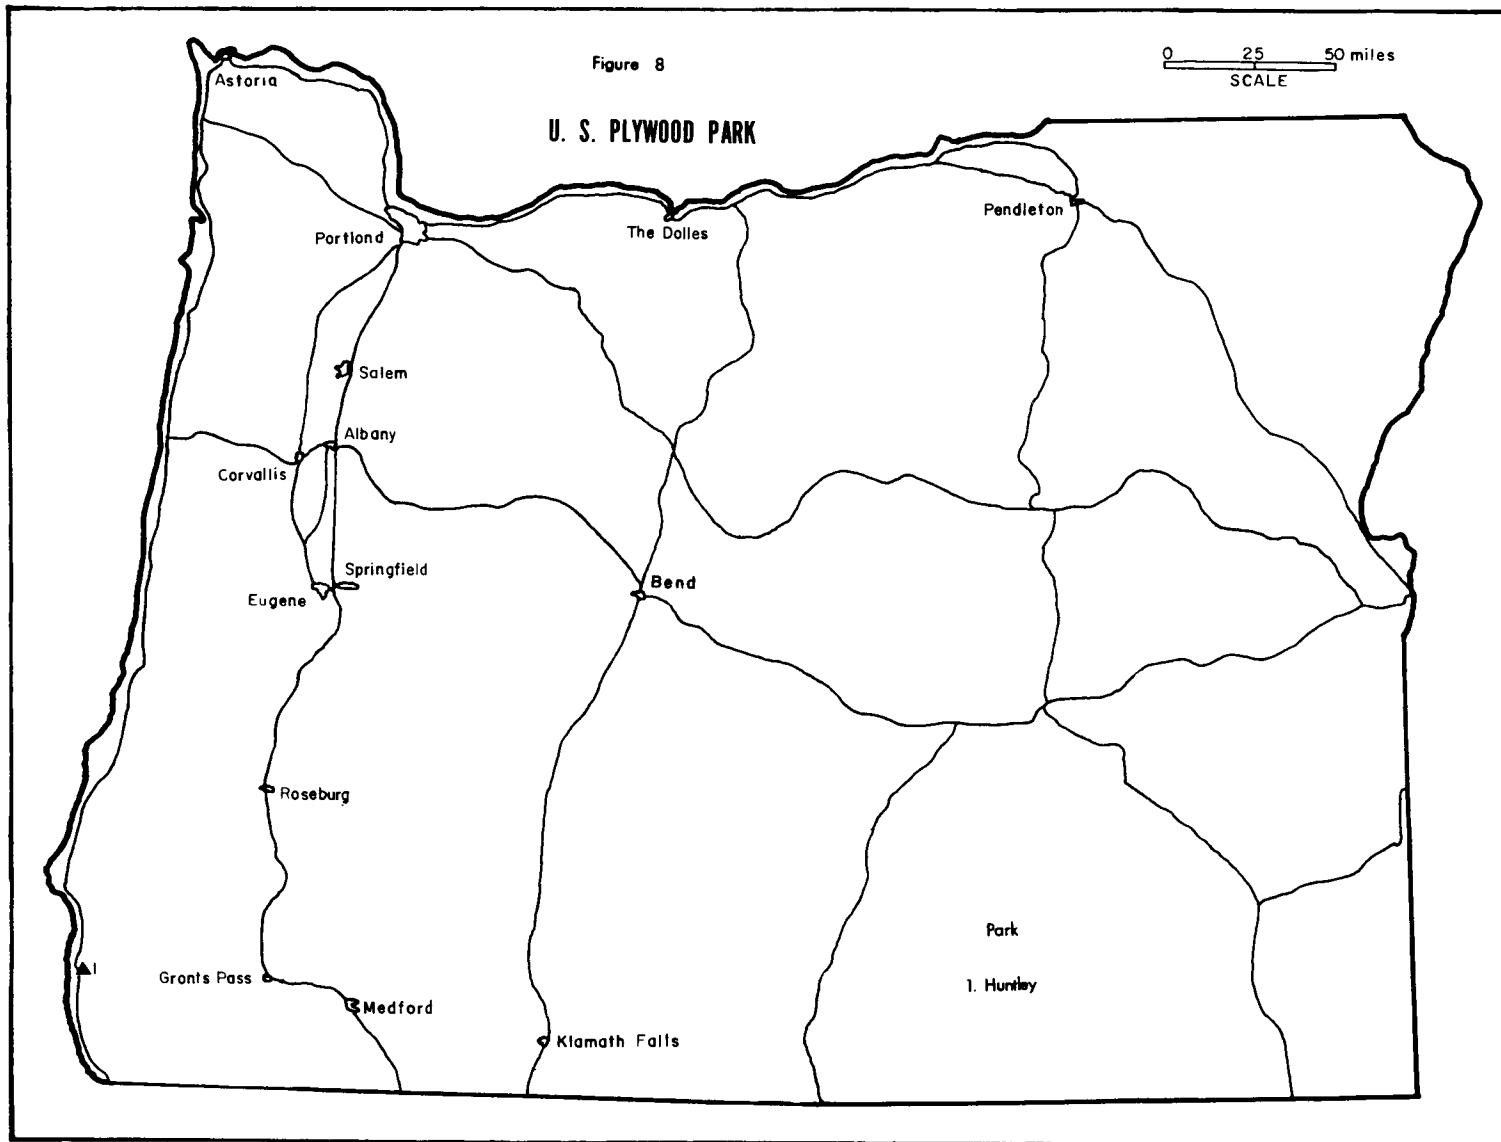 Figure 8
0 25 50 miles
SCALE
U. S. PLYWOOD PARK
Astoria
Portlond
The Dolles
Pendleton
Salem
Albany
Corvallis
Springfield
Eugene
Bend
Roseburg
Park
1. Huntley
1
Gronts Pass
Medford
Klamath Falls